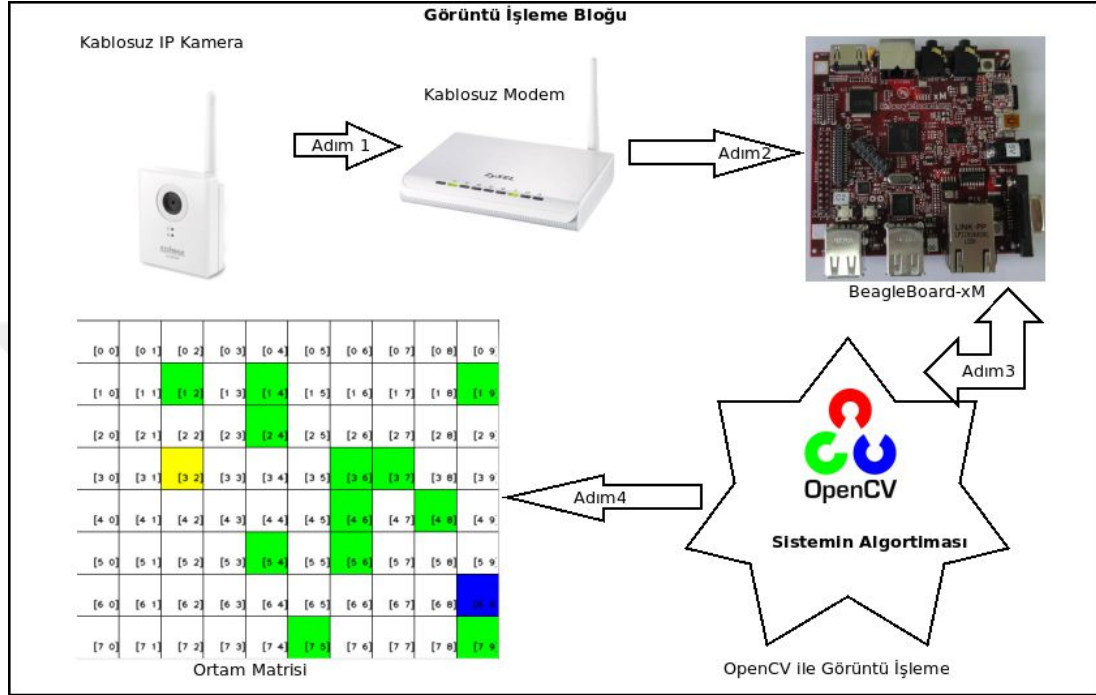 Görüntü İşleme Bloğu
Kablosuz IP Kamera
Kablosuz Modem
Adım 1
Adım2
ZyXEL
xM
LINK-PP
BeagleBoard-xM
Adım3
[0 0] [0 1] [0 2] [0 3] [0 4] [0 5] [0 6] [0 7] [0 8] [0 9
[1 0] [1 1] [1 2] [1 3] [1 4] [1 5] [1 6] [1 7] [1 8] [1 9
[2 0] [2 1] [2 2] [2 3] [2 4] [2 5] [2 6] [2 7] [2 8] [2 9
[3 0] [3 1] [3 2] [3 3] [3 4] [3 5] [3 6] [3 7] [3 8] [3 9
[4 0] [4 1] [4 2] [4 3] [4 4] [4 5] [4 6] [4 7] [4 8] [4 9
[5 0] [5 1] [5 2] [5 3] [5 4] [5 5] [5 6] [5 7] [5 8] [5 9
[6 0] [6 1] [6 2] [6 3] [6 4] [6 5] [6 6] [6 7] [6 8]
[7 0] [7 1] [7 2] [7 3] [7 4] [7 5] [7 6] [7 7] [7 8] [7 9
Adım4
OpenCV
Sistemin Algortiması
Ortam Matrisi
OpenCV ile Görüntü İşleme